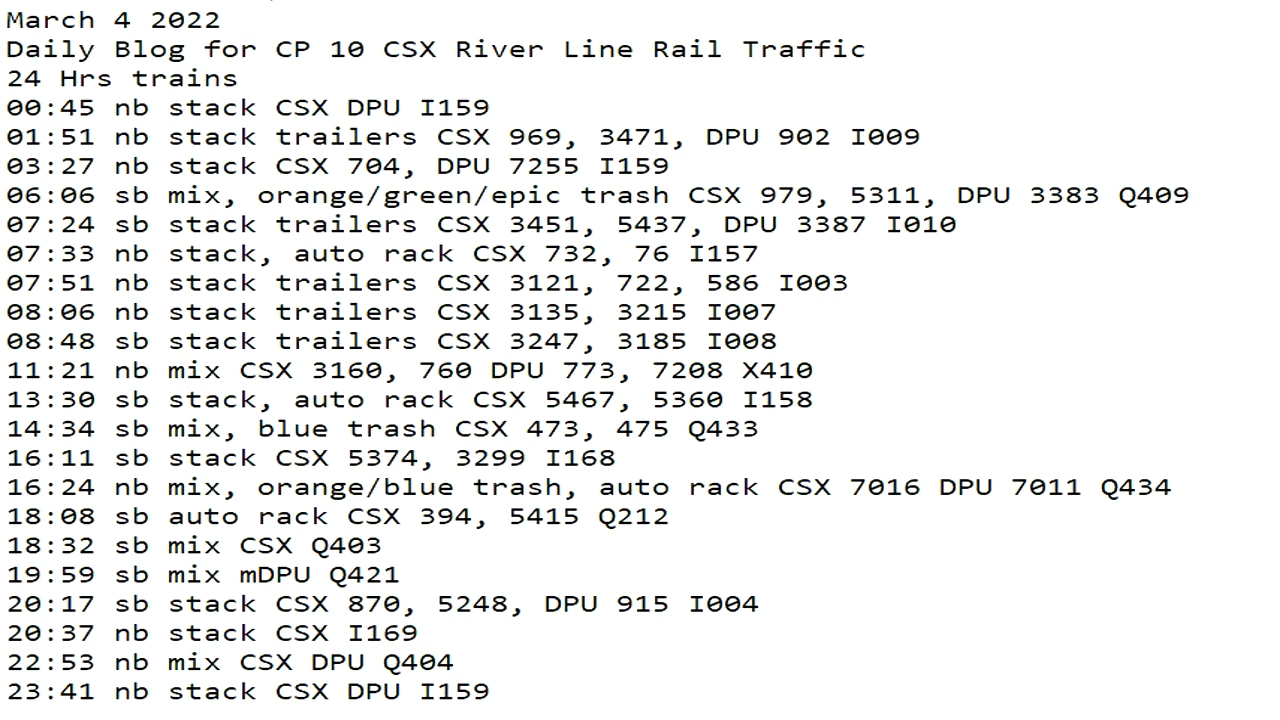 March 4 2022
Daily Blog for CP 10 CSX River Line Rail Traffic
24 Hrs trains
00:45 nb stack CSX DPU I159
01:51 nb stack trailers CSX 969, 3471, DPU 902 I009
03:27 nb stack CSX 704, DPU 7255 I159
06:06 sb mix, orange/green/epic trash CSX 979, 5311, DPU 3383 Q409
07:24 sb stack trailers CSX 3451, 5437, DPU 3387 I010
07:33 nb stack, auto rack CSX 732, 76 I157
07:51 nb stack trailers CSX 3121, 722, 586 I003
08:06 nb stack trailers CSX 3135, 3215 I007
08:48 sb stack trailers CSX 3247, 3185 I008
11:21 nb mix CSX 3160, 760 DPU 773, 7208 X410
13:30 sb stack, auto rack CSX 5467, 5360 I158
14:34 sb mix, blue trash CSX 473, 475 Q433
16:11 sb stack CSX 5374, 3299 I168
16:24 nb mix, orange/blue trash, auto rack CSX 7016 DPU 7011 Q434
18:08 sb auto rack CSX 394, 5415 Q212
18:32 sb mix CSX Q403
19:59 sb mix mDPU Q421
20:17 sb stack CSX 870, 5248, DPU 915 I004
20:37 nb stack CSX I169
22:53 nb mix CSX DPU Q404
23:41 nb stack CSX DPU I159